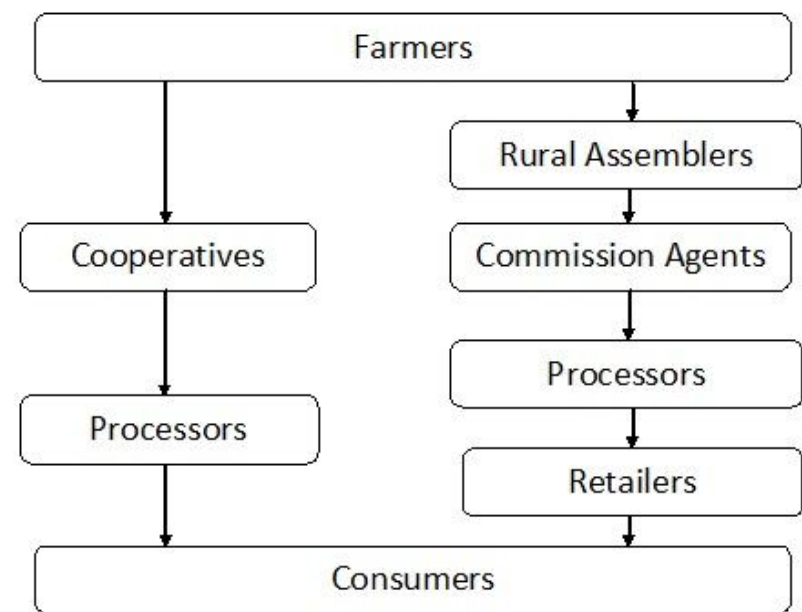 Farmers
Rural Assemblers
Cooperatives
Commission Agents
Processors
Processors
Retailers
Consumers